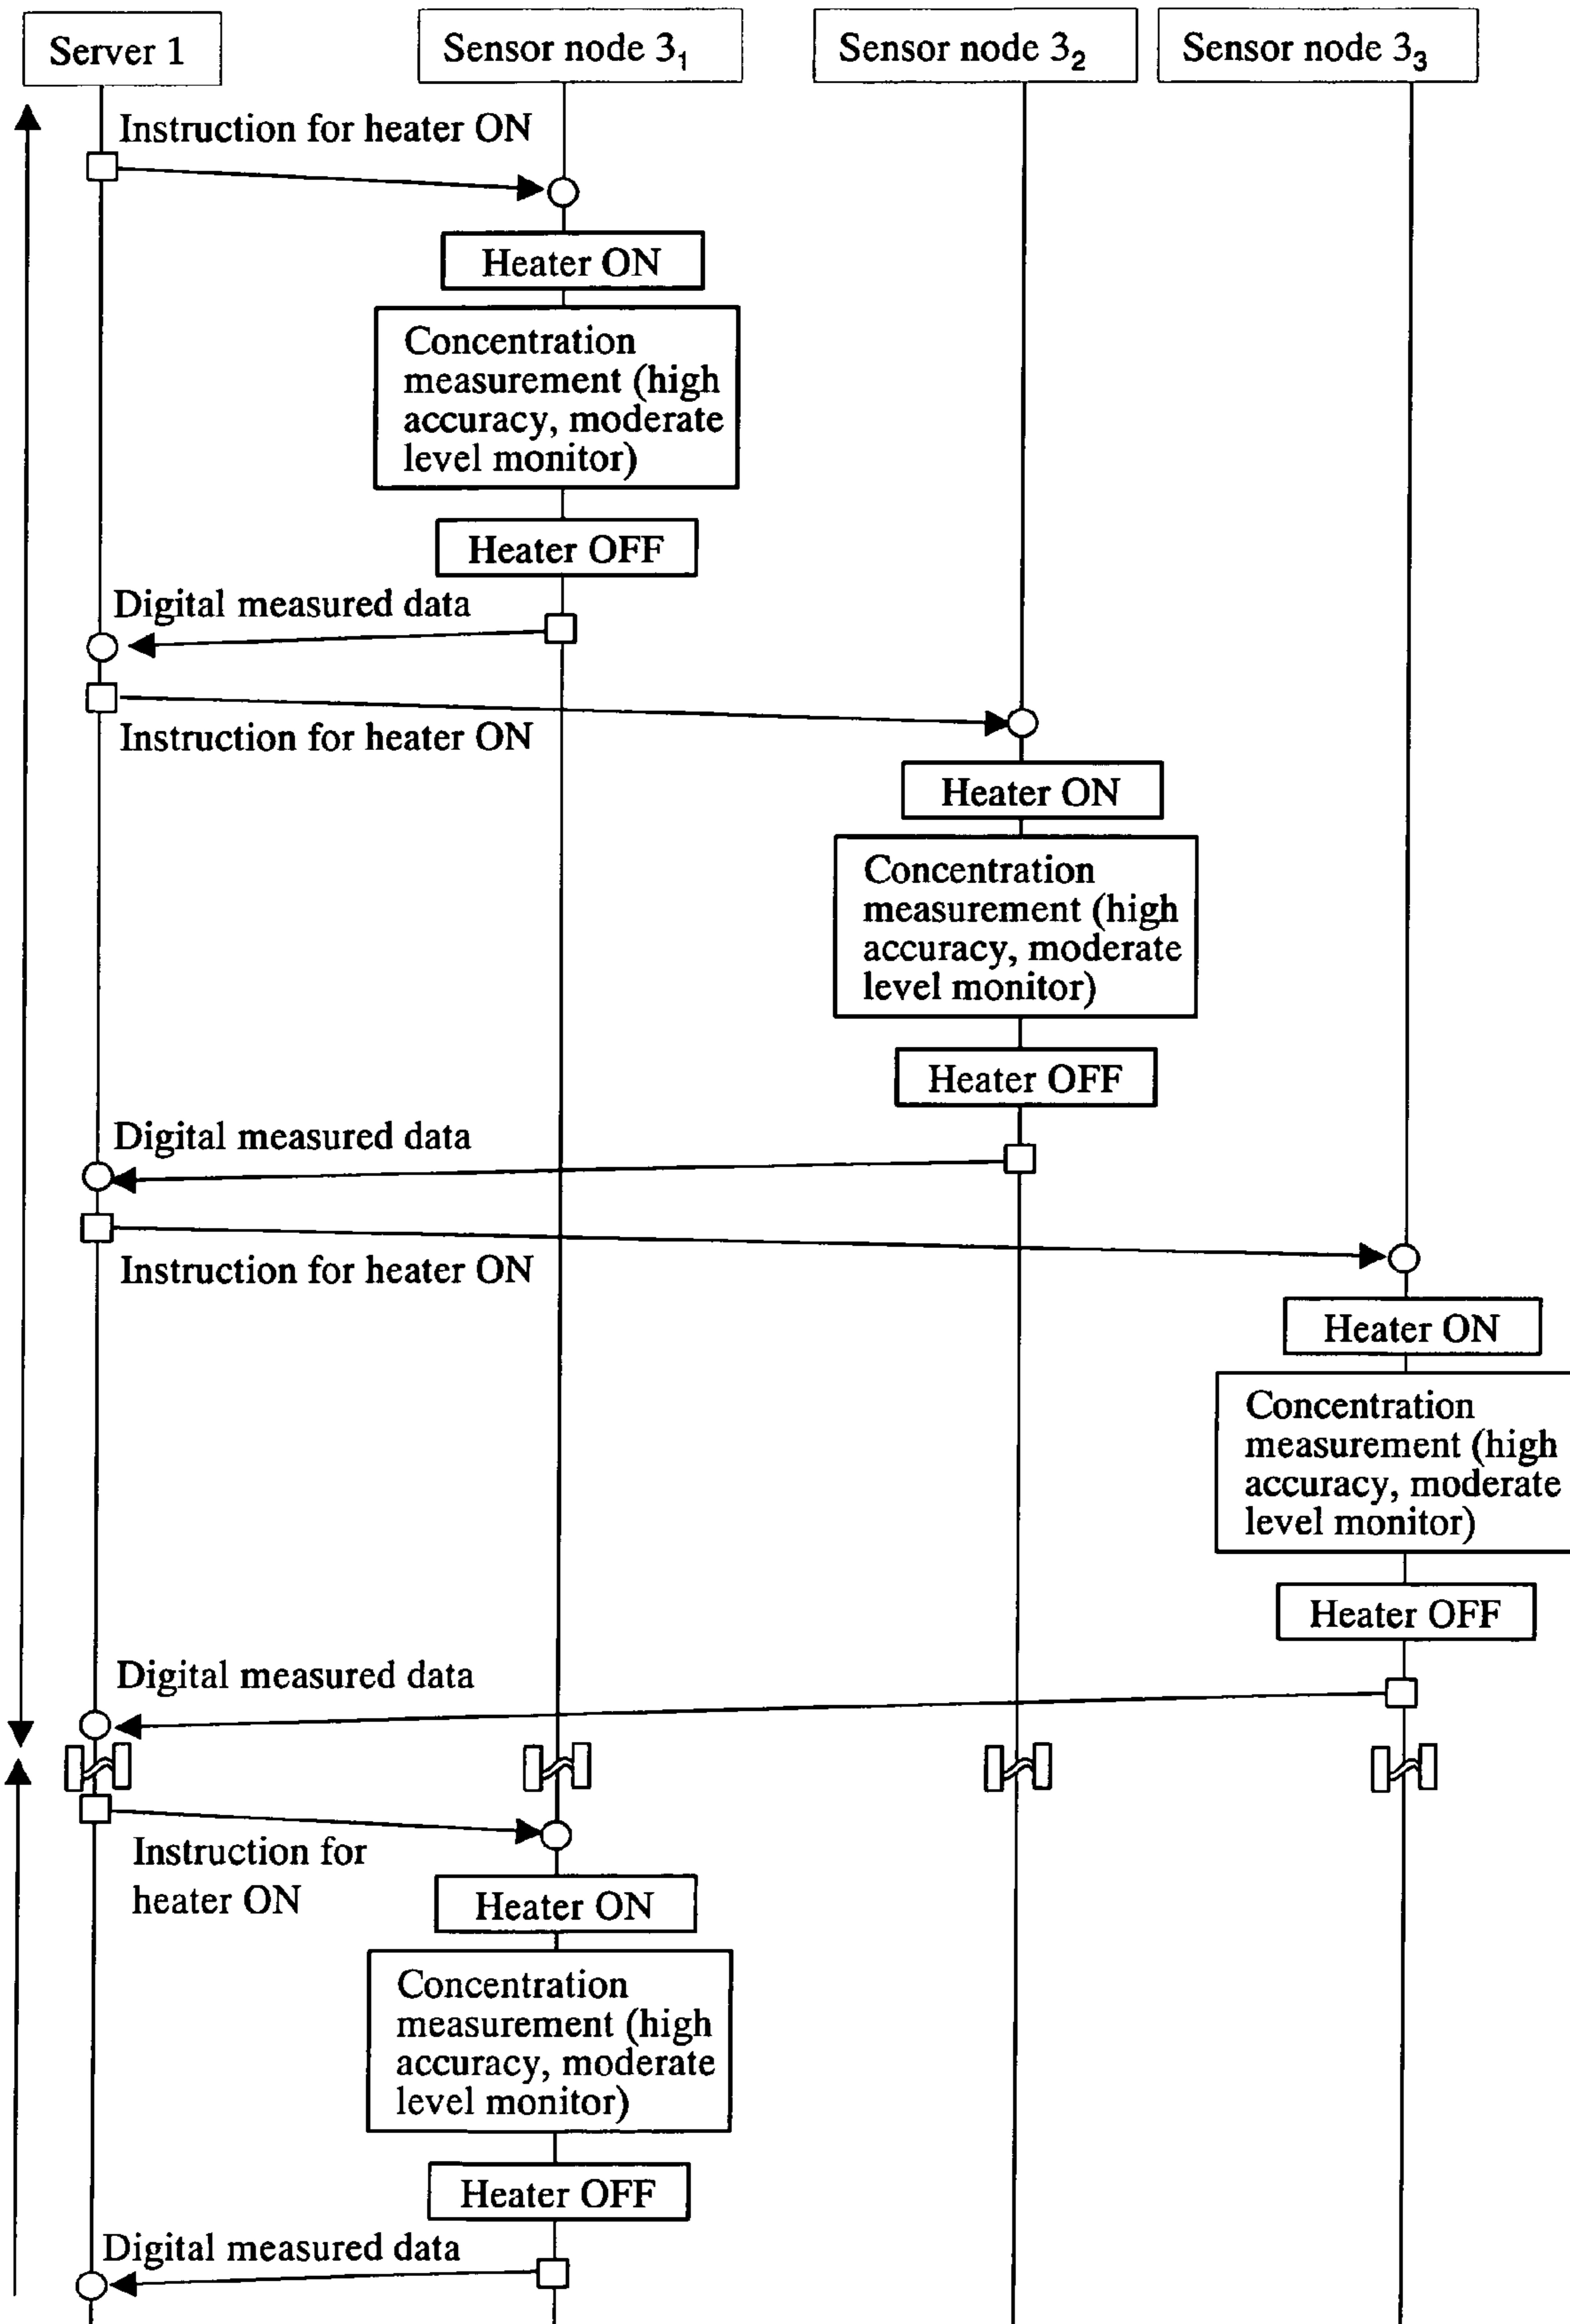 Server 1
Sensor node 3₁
Sensor node 3₂
Sensor node 3₃
Instruction for heater ON
Heater ON
Concentration
measurement (high
accuracy, moderate
level monitor)
Heater OFF
Digital measured data
Instruction for heater ON
Heater ON
Concentration
measurement (high
accuracy, moderate
level monitor)
Heater OFF
Digital measured data
Instruction for heater ON
Heater ON
Concentration
measurement (high
accuracy, moderate
level monitor)
Heater OFF
Digital measured data
Instruction for
heater ON
Heater ON
Concentration
measurement (high
accuracy, moderate
level monitor)
Heater OFF
Digital measured data